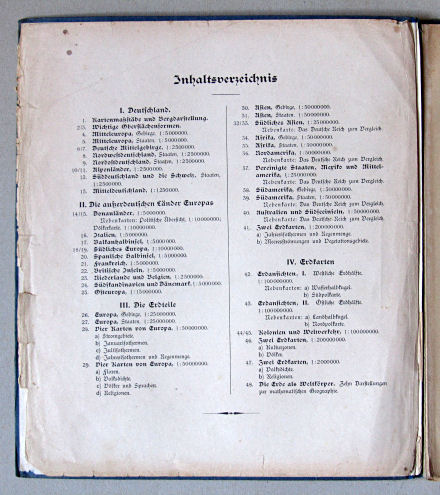 Inhaltsverzeichnis
I. Deutschland.
1. Kartenmaßstäbe und Bergdarstellung.
2/3. Wichtige Oberflächenformen.
4. Mitteleuropa, Gebirge, 1:5000000.
5. Mitteleuropa, Staaten, 1:5000000.
6/7. Deutsche Mittelgebirge, 1:2500000.
8. Nordwestdeutschland, Staaten, 1:2500000.
9. Nordostdeutschland, Staaten, 1:2500000.
10/11. Alpenländer, 1:2500000.
12. Süddeutschland und die Schweiz, Staaten,
1:2500000.
13. Mitteldeutschland, 1:1250000.
II. Die außerdeutschen Länder Europas
14/15. Donauländer, 1:5000000.
Nebenkarten: Politische Übersicht, 1:10000000;
Völkerkarte, 1:10000000.
16. Italien, 1:5000000.
17. Balkanhalbinsel, 1:5000000.
18/19. Südliches Europa, 1:10000000.
20. Spanische Halbinsel, 1:5000000.
21. Frankreich, 1:5000000.
22. Britische Inseln, 1:5000000.
23. Niederlande und Belgien, 1:2500000.
24. Südskandinavien und Dänemark, 1:5000000.
25. Osteuropa, 1:15000000.
III. Die Erdteile
26. Europa, Gebirge, 1:25000000.
27. Europa, Staaten, 1:25000000.
28. Vier Karten von Europa, 1:50000000.
a) Stromgebiete.
b) Januarisothermen.
c) Juliisothermen.
d) Jahresisothermen und Regenmenge.
29. Vier Karten von Europa, 1:50000000.
a) Floren.
b) Volksdichte.
c) Völker und Sprachen.
d) Religionen.
30. Asien, Gebirge, 1:50000000.
31. Asien, Staaten, 1:50000000.
32/33. Südliches Asien, 1:25000000.
Nebenkarte: Das Deutsche Reich zum Vergleich.
34. Afrika, Gebirge, 1:50000000.
35. Afrika, Staaten, 1:50000000.
Nebenkarte: Das Deutsche Reich zum Vergleich.
36. Nordamerika, 1:50000000.
Nebenkarte: Das Deutsche Reich zum Vergleich.
37. Vereinigte Staaten, Mexiko und Mittel-
amerika, 1:25000000.
Nebenkarte: Das Deutsche Reich zum Vergleich.
38. Südamerika, Gebirge, 1:50000000.
39. Südamerika, Staaten, 1:50000000.
Nebenkarte: Das Deutsche Reich zum Vergleich.
40. Australien und Südseeinseln, 1:50000000.
Nebenkarte: Das Deutsche Reich zum Vergleich.
41. Zwei Erdkarten
a) Jahresisothermen und Regenmenge.
b) Meeresströmungen und Vegetationsgebiete.
IV. Erdkarten
42. Erdansichten, I. Westliche Erdhälfte.
1:100000000.
Nebenkarten: a) Wasserhalbkugel.
b) Südpolkarte.
43. Erdansichten, II. Östliche Erdhälfte.
1:100000000.
Nebenkarten: a) Landhalbkugel.
b) Nordpolkarte.
44/45. Kolonien und Weltverkehr, 1:100000000.
46. Zwei Erdkarten, 1:200000000.
a) Kulturzonen.
b) Völker.
47. Zwei Erdkarten, 1:200000000.
a) Volksdichte.
b) Religionen.
48. Die Erde als Weltkörper. Zehn Darstellungen
zur mathematischen Geographie.